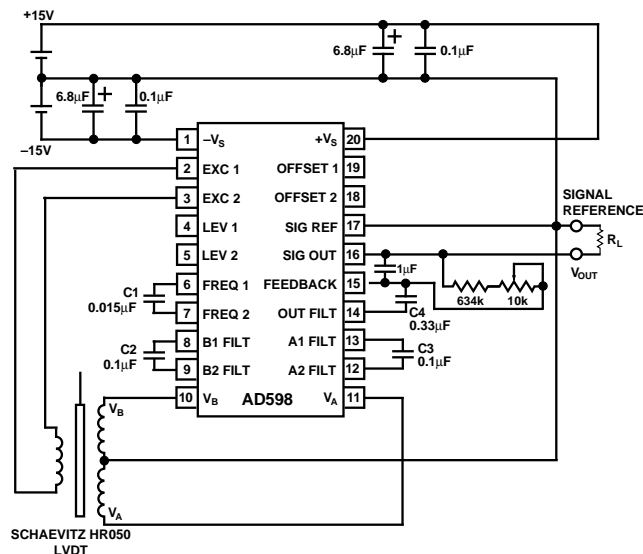 +15V
6.8μF
+
0.1μF
6.8μF
+
0.1μF
–15V
1 –VS
+VS 20
2 EXC 1
OFFSET 1 19
3 EXC 2
OFFSET 2 18
SIGNAL
REFERENCE
4 LEV 1
SIG REF 17
RL
5 LEV 2
SIG OUT 16
VOUT
1μF
6 FREQ 1
FEEDBACK 15
C1
0.015μF
634k
10k
7 FREQ 2
OUT FILT 14
C4
0.33μF
8 B1 FILT
A1 FILT 13
C2
0.1μF
C3
0.1μF
9 B2 FILT
A2 FILT 12
10 VB
AD598
VA 11
VB
VA
SCHAEVITZ HR050
LVDT